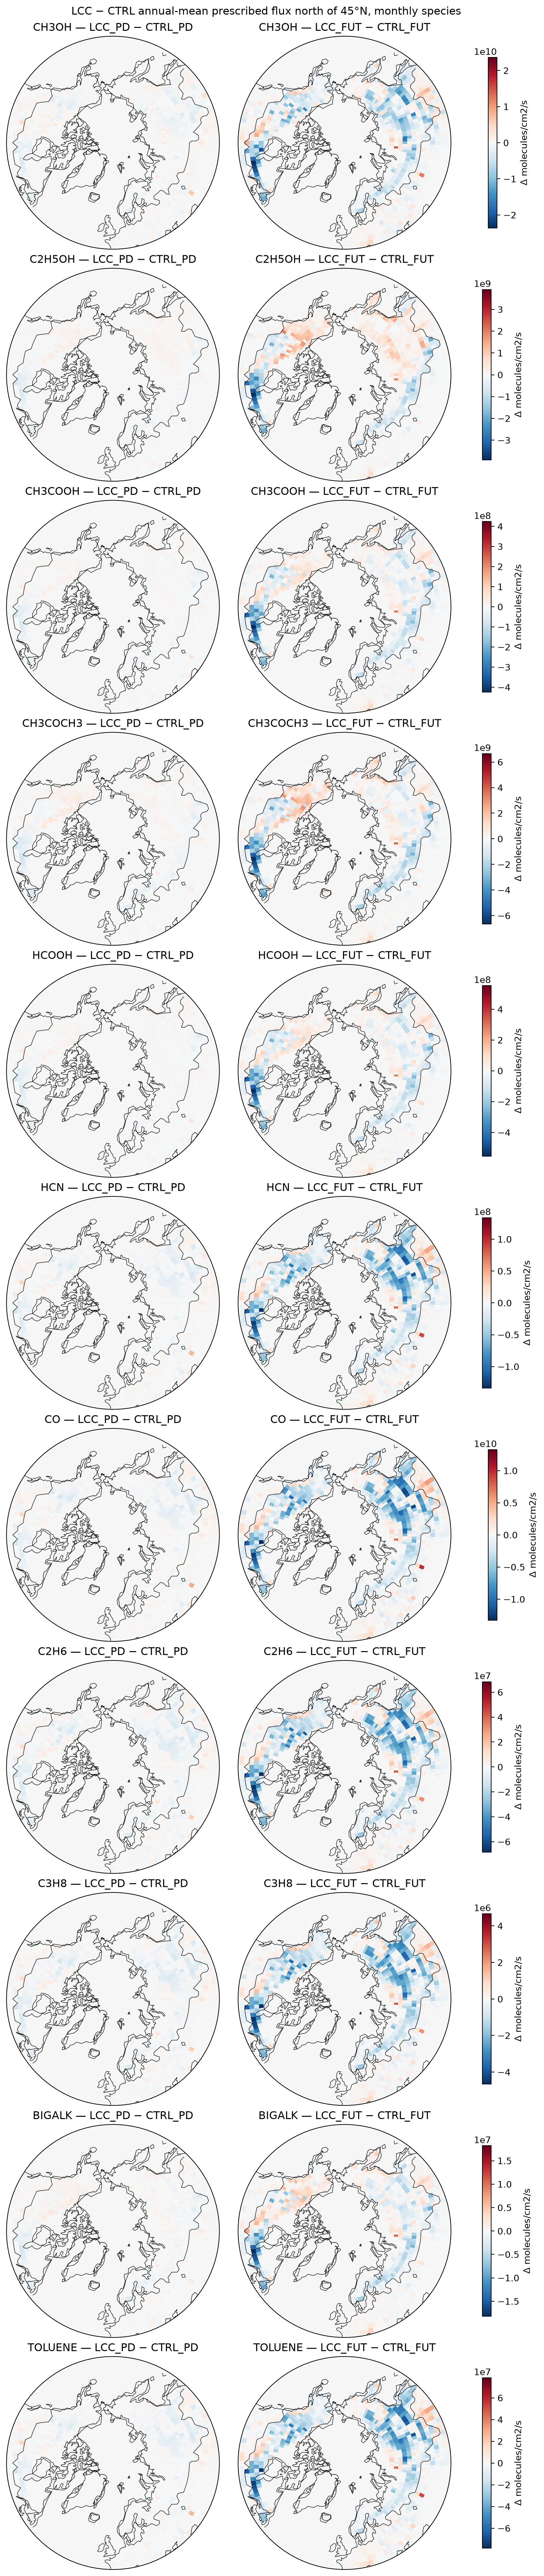 LCC − CTRL annual-mean prescribed flux north of 45°N, monthly species
CH3OH — LCC_PD − CTRL_PD
CH3OH — LCC_FUT − CTRL_FUT
1e10
2
1
0
−1
−2
Δ molecules/cm2/s
C2H5OH — LCC_PD − CTRL_PD
C2H5OH — LCC_FUT − CTRL_FUT
1e9
3
2
1
0
−1
−2
−3
Δ molecules/cm2/s
CH3COOH — LCC_PD − CTRL_PD
CH3COOH — LCC_FUT − CTRL_FUT
1e8
4
3
2
1
0
−1
−2
−3
−4
Δ molecules/cm2/s
CH3COCH3 — LCC_PD − CTRL_PD
CH3COCH3 — LCC_FUT − CTRL_FUT
1e9
6
4
2
0
−2
−4
−6
Δ molecules/cm2/s
HCOOH — LCC_PD − CTRL_PD
HCOOH — LCC_FUT − CTRL_FUT
1e8
4
2
0
−2
−4
Δ molecules/cm2/s
HCN — LCC_PD − CTRL_PD
HCN — LCC_FUT − CTRL_FUT
1e8
1.0
0.5
0.0
−0.5
−1.0
Δ molecules/cm2/s
CO — LCC_PD − CTRL_PD
CO — LCC_FUT − CTRL_FUT
1e10
1.0
0.5
0.0
−0.5
−1.0
Δ molecules/cm2/s
C2H6 — LCC_PD − CTRL_PD
C2H6 — LCC_FUT − CTRL_FUT
1e7
6
4
2
0
−2
−4
−6
Δ molecules/cm2/s
C3H8 — LCC_PD − CTRL_PD
C3H8 — LCC_FUT − CTRL_FUT
1e6
4
2
0
−2
−4
Δ molecules/cm2/s
BIGALK — LCC_PD − CTRL_PD
BIGALK — LCC_FUT − CTRL_FUT
1e7
1.5
1.0
0.5
0.0
−0.5
−1.0
−1.5
Δ molecules/cm2/s
TOLUENE — LCC_PD − CTRL_PD
TOLUENE — LCC_FUT − CTRL_FUT
1e7
6
4
2
0
−2
−4
−6
Δ molecules/cm2/s